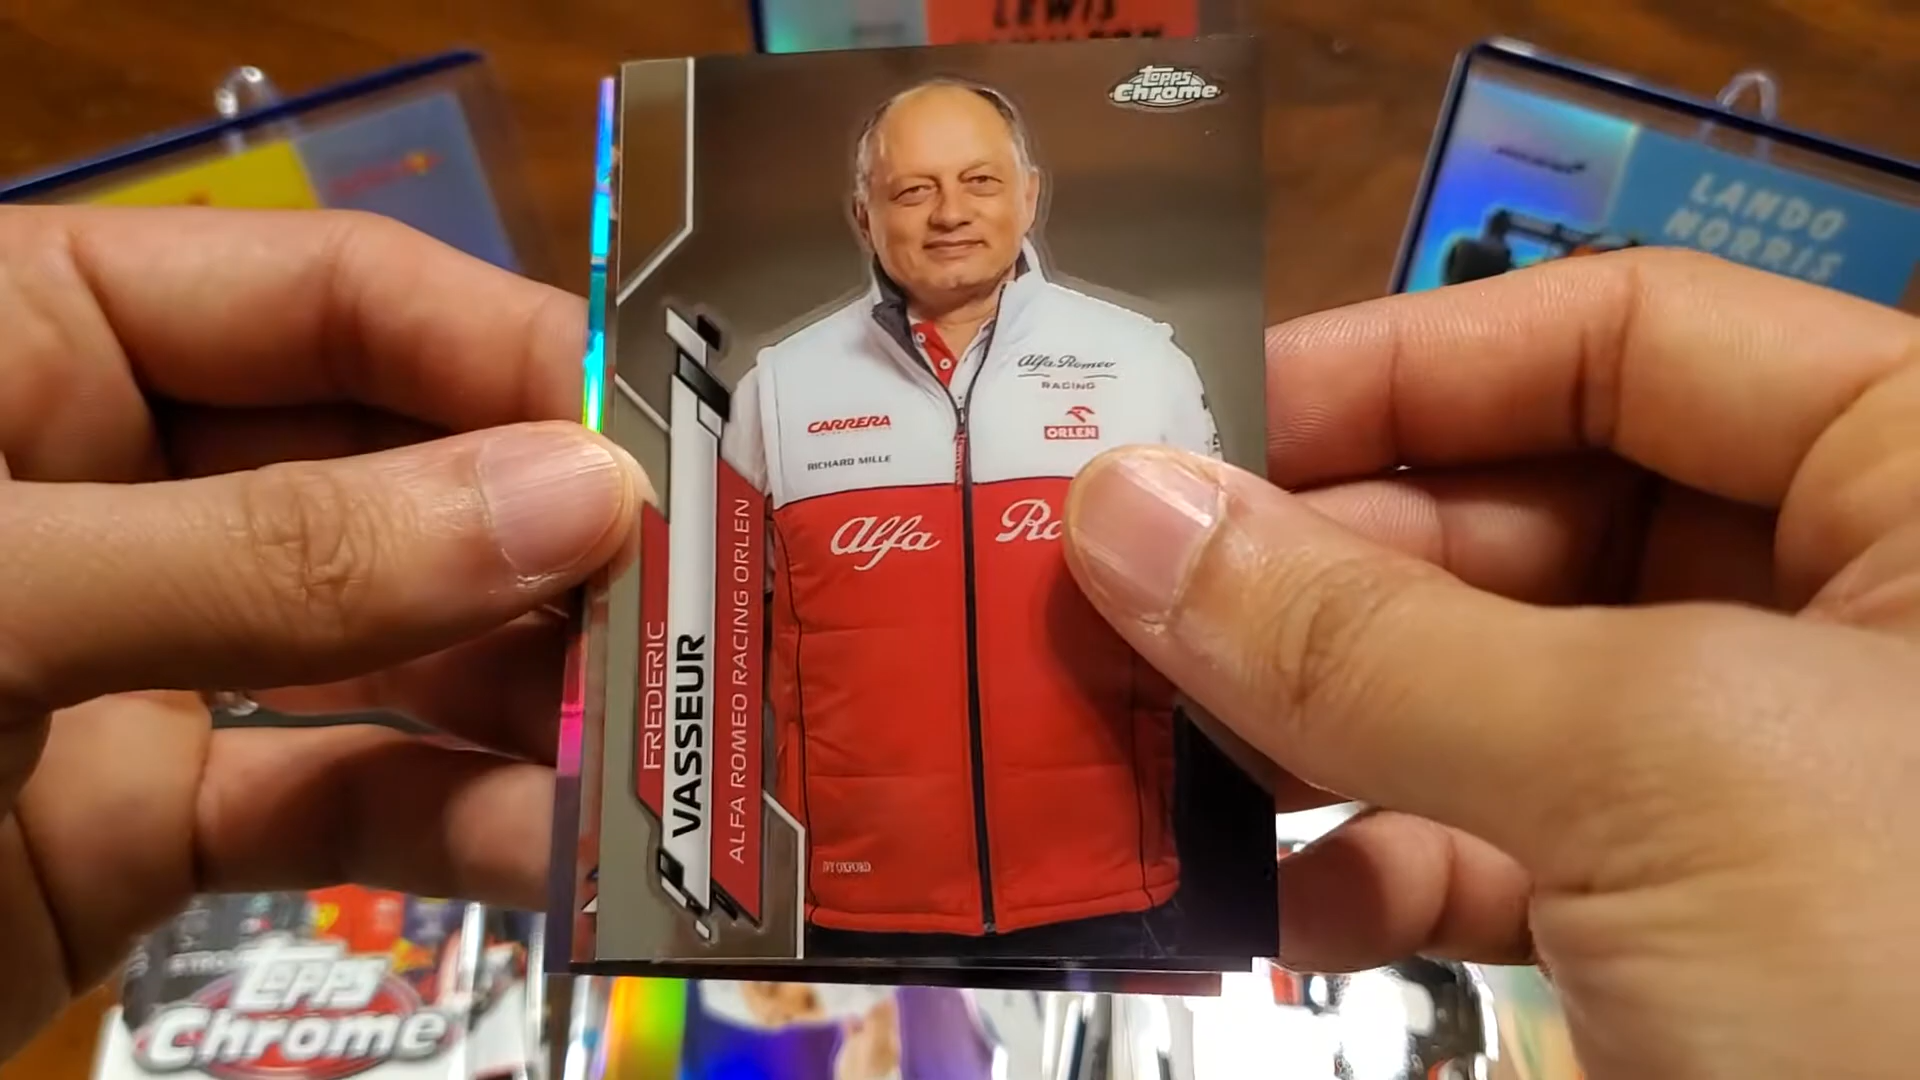 LEWIS
Topps
Chrome
LANDO
NORRIS
Alfa Romeo
RACING
CARRERA
ORLEN
RICHARD MILLE
Alfa Ro
FREDERIC
VASSEUR
ALFA ROMEO RACING ORLEN
Topps
Chrome